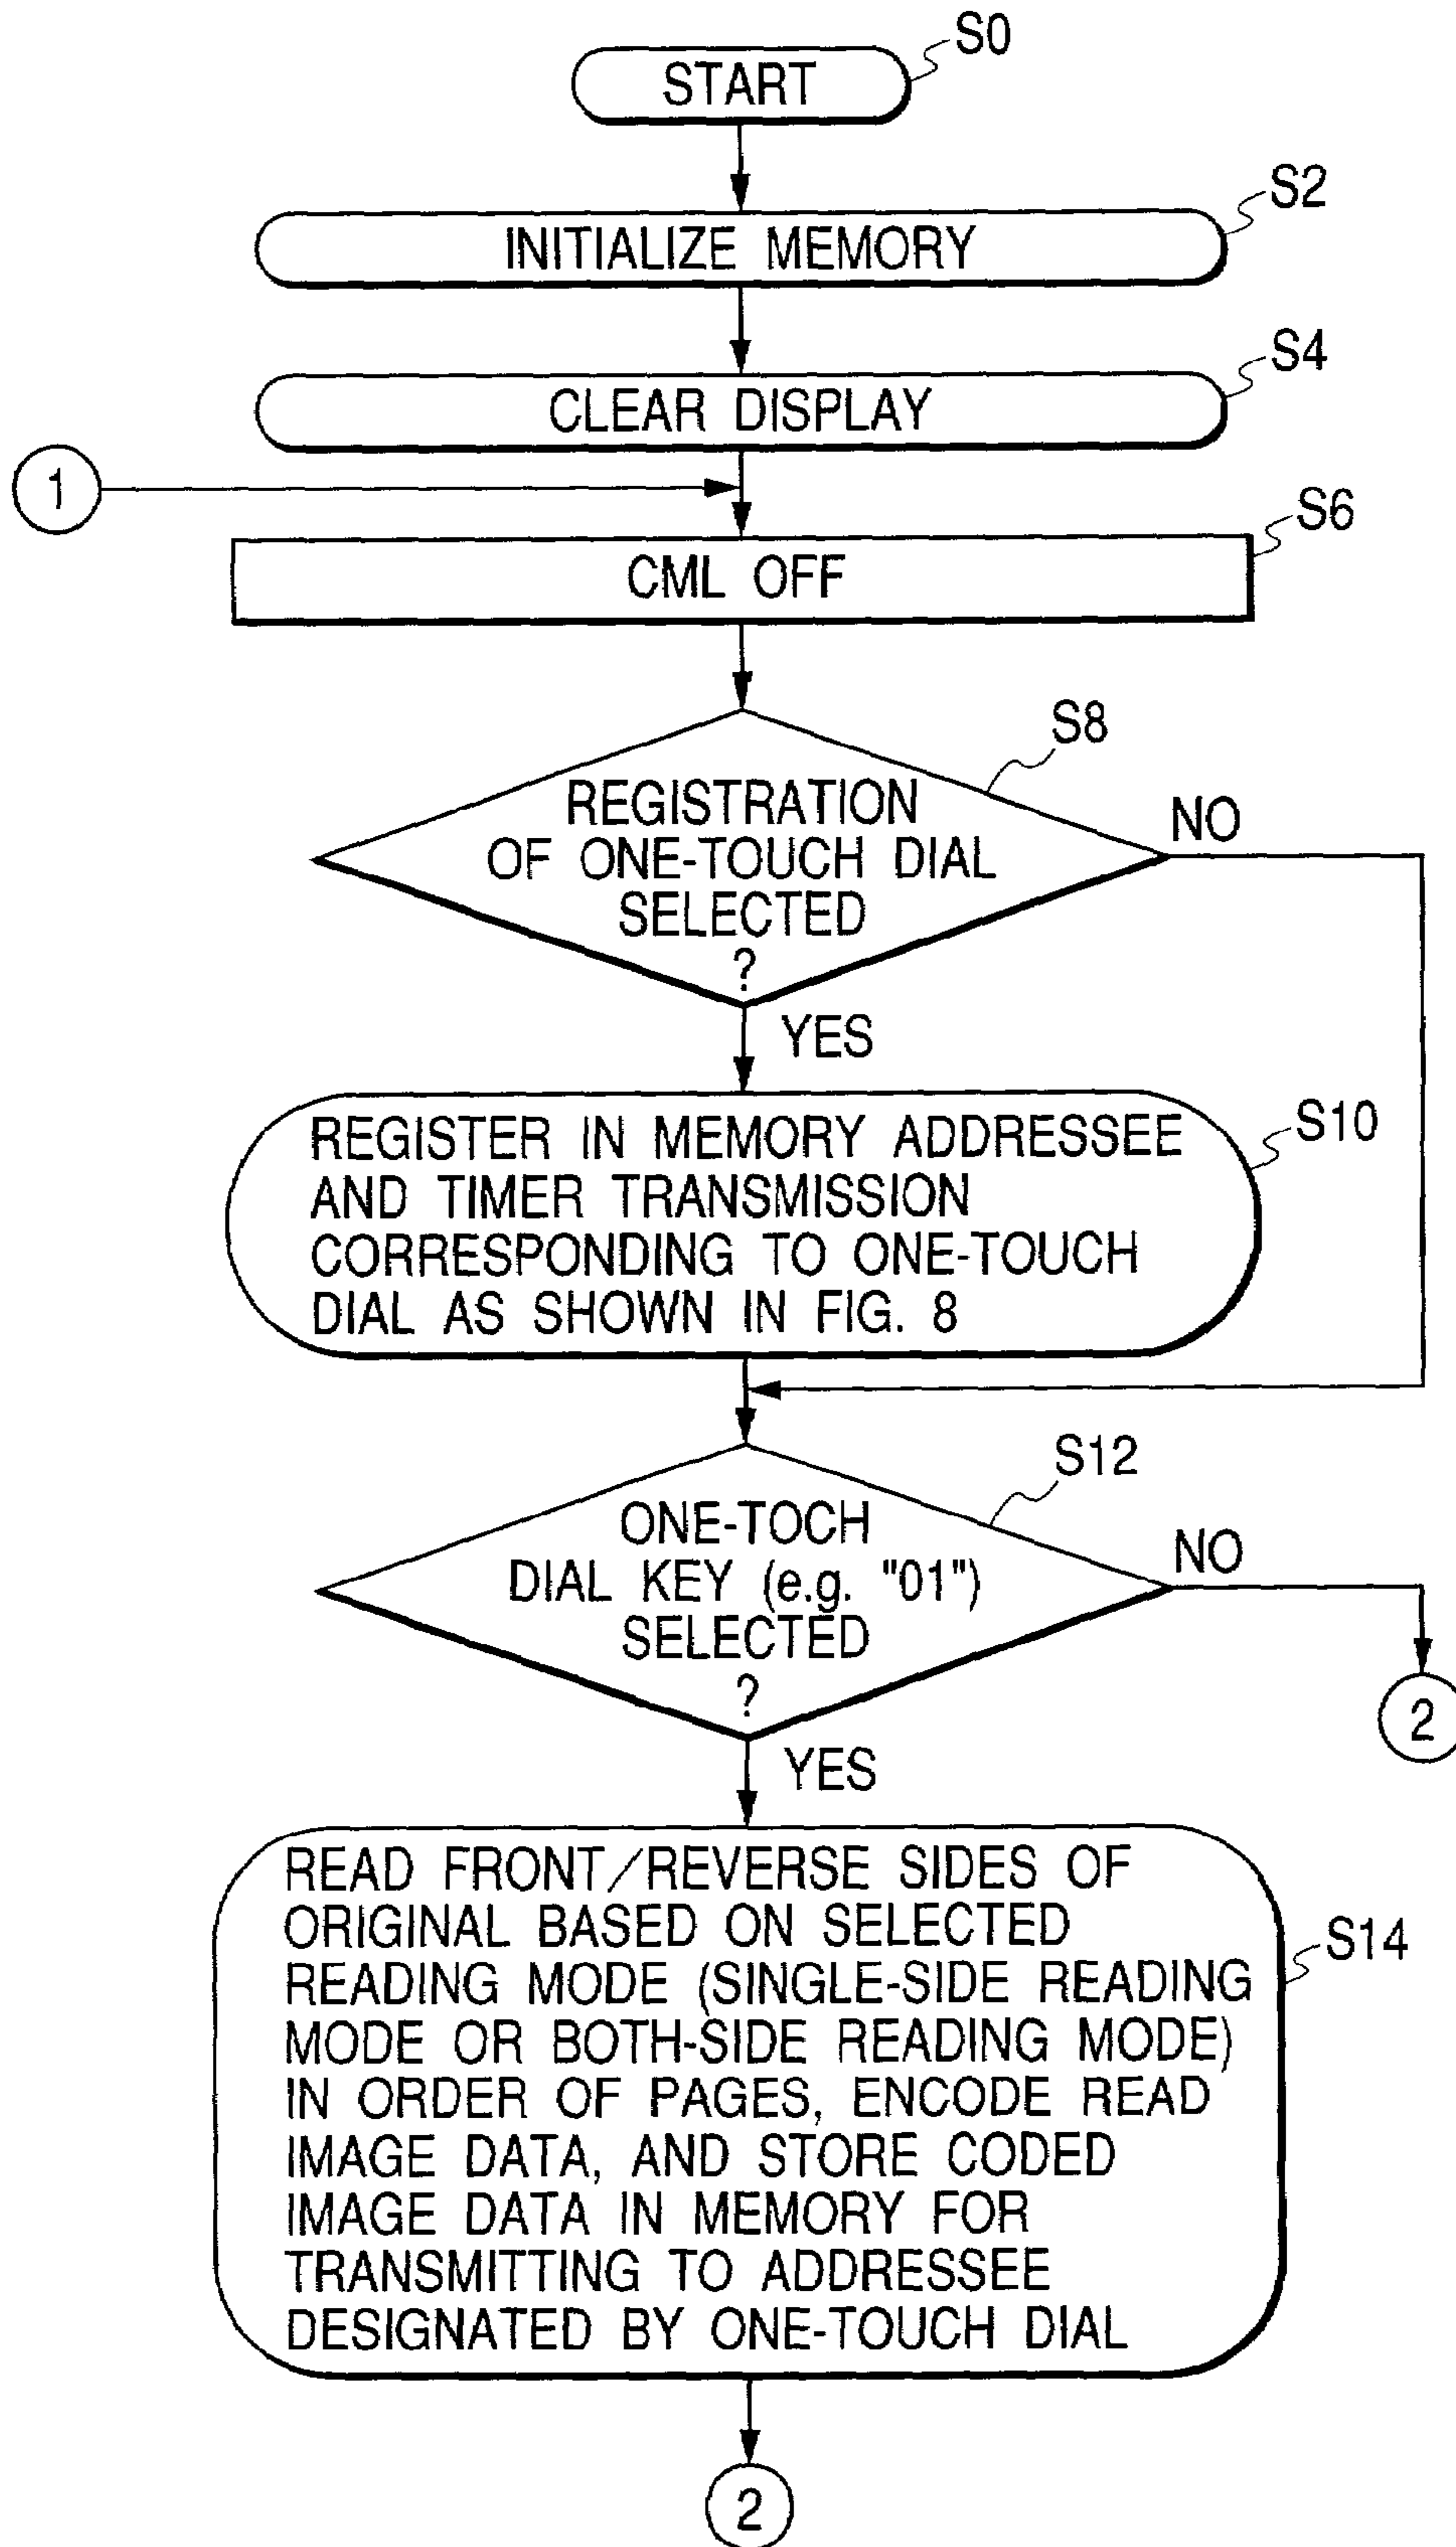 START
S0
INITIALIZE MEMORY
S2
CLEAR DISPLAY
S4
1
CML OFF
S6
REGISTRATION
OF ONE-TOUCH DIAL
SELECTED
?
S8
NO
YES
REGISTER IN MEMORY ADDRESSEE
AND TIMER TRANSMISSION
CORRESPONDING TO ONE-TOUCH
DIAL AS SHOWN IN FIG. 8
S10
ONE-TOCH
DIAL KEY (e.g. "01")
SELECTED
?
S12
NO
2
YES
READ FRONT/REVERSE SIDES OF
ORIGINAL BASED ON SELECTED
READING MODE (SINGLE-SIDE READING
MODE OR BOTH-SIDE READING MODE)
IN ORDER OF PAGES, ENCODE READ
IMAGE DATA, AND STORE CODED
IMAGE DATA IN MEMORY FOR
TRANSMITTING TO ADDRESSEE
DESIGNATED BY ONE-TOUCH DIAL
S14
2